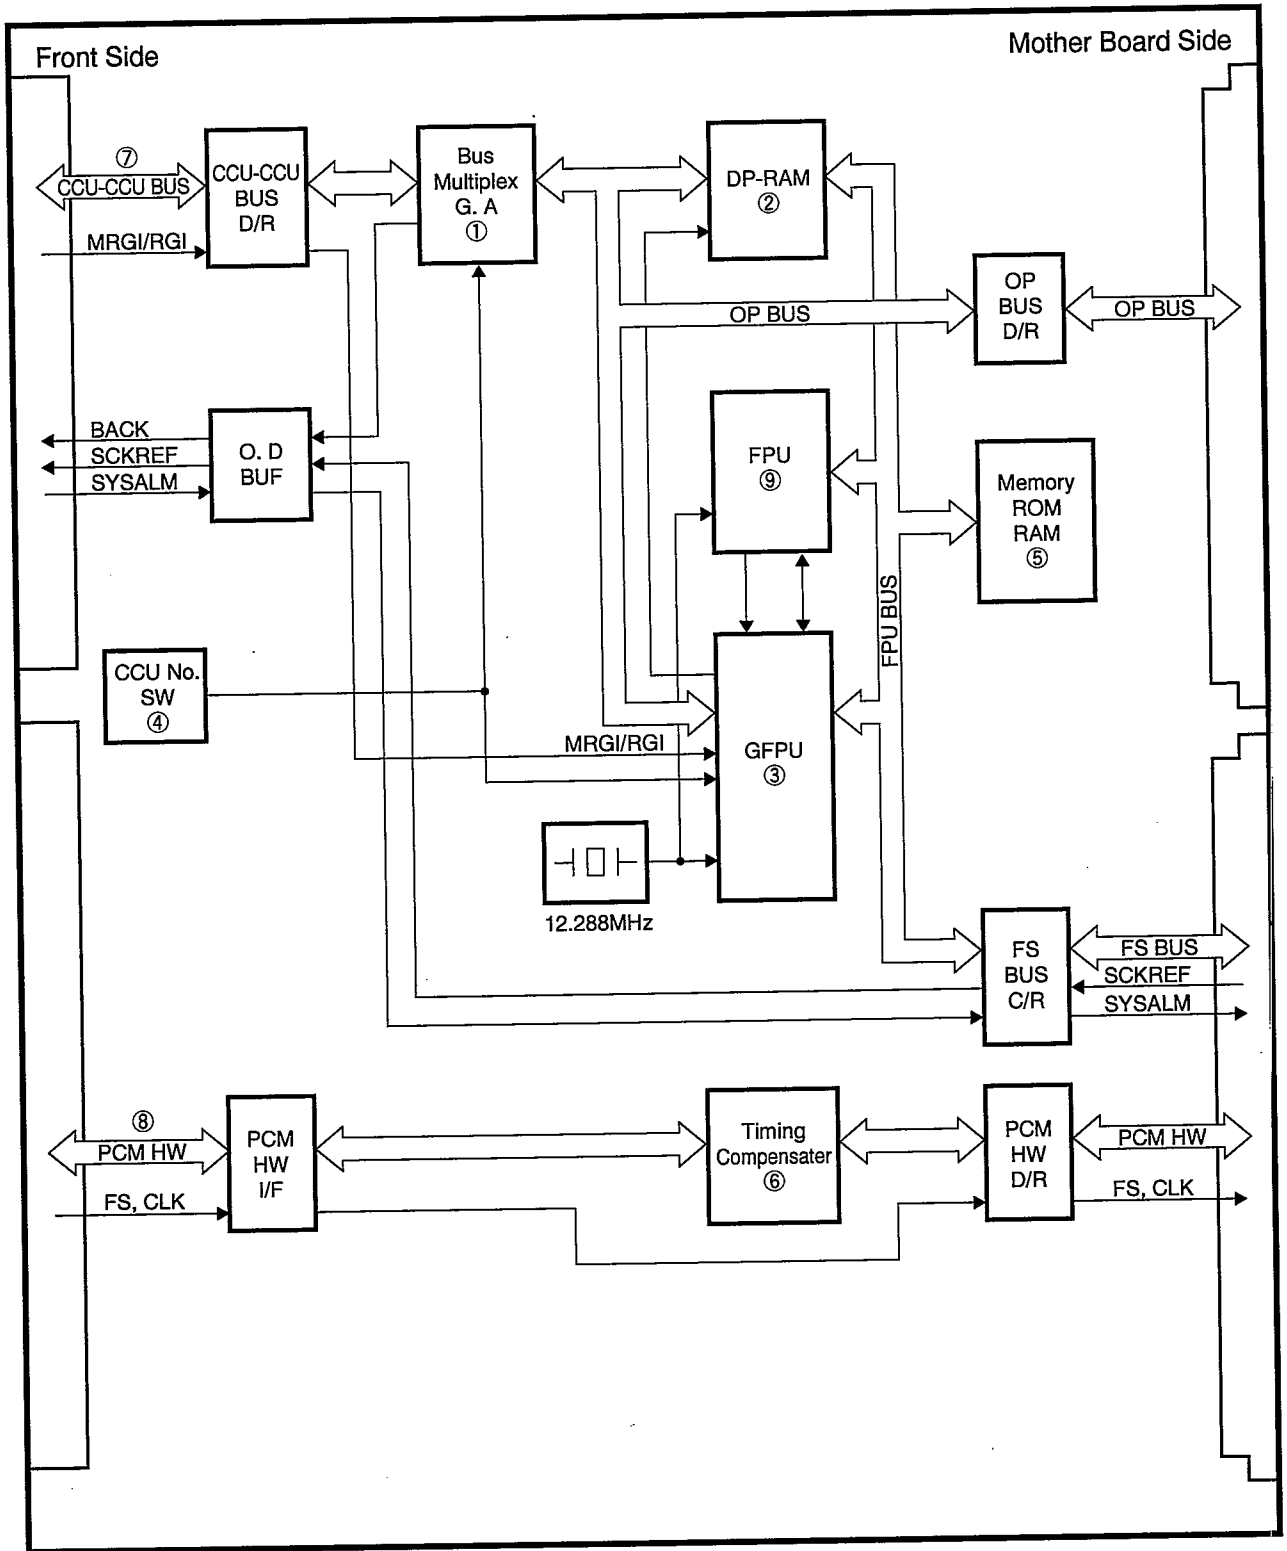 Front Side
Mother Board Side
⑦
CCU-CCU BUS
MRGI/RGI
CCU-CCU
BUS
D/R
Bus
Multiplex
G. A
①
DP-RAM
②
OP BUS
OP
BUS
D/R
OP BUS
BACK
SCKREF
SYSALM
O. D
BUF
FPU
⑨
Memory
ROM
RAM
⑤
FPU BUS
CCU No.
SW
④
MRGI/RGI
GFPU
③
12.288MHz
FS
BUS
C/R
FS BUS
SCKREF
SYSALM
⑧
PCM HW
FS, CLK
PCM
HW
I/F
Timing
Compensater
⑥
PCM
HW
D/R
PCM HW
FS, CLK